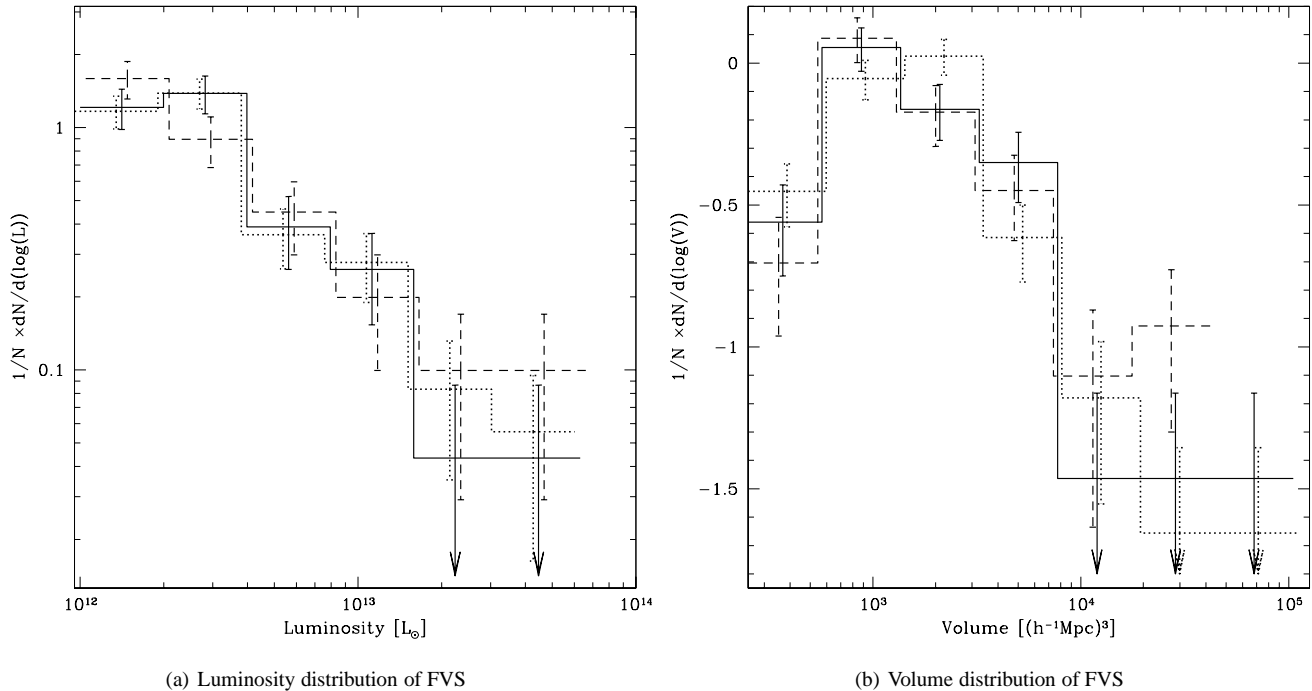 1
0.1
1/N ×dN/d(log(L)
10¹²
10¹³
10¹⁴
Luminosity [L☉]
(a) Luminosity distribution of FVS
0
−0.5
−1
−1.5
1/N ×dN/d(log(V)
10³
10⁴
10⁵
Volume [(h⁻¹Mpc)³]
(b) Volume distribution of FVS